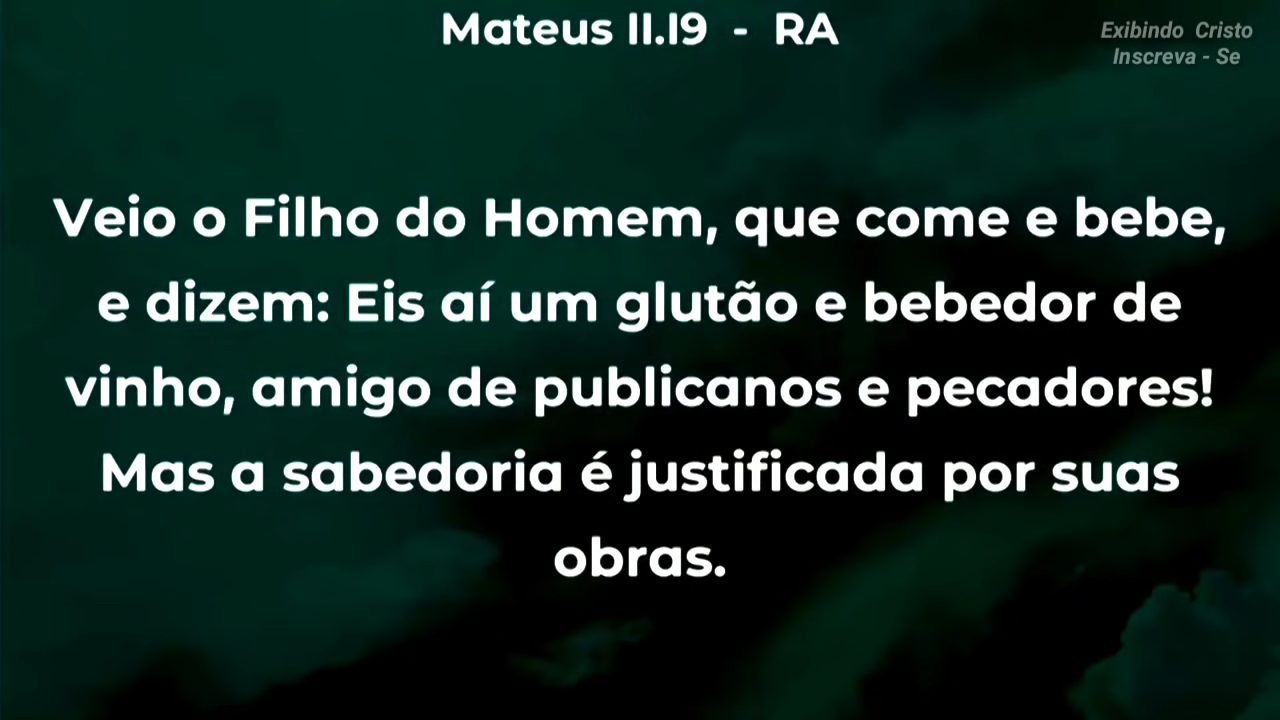 Mateus 11.19 - RA
Exibindo Cristo
Inscreva - Se
Veio o Filho do Homem, que come e bebe,
e dizem: Eis aí um glutão e bebedor de
vinho, amigo de publicanos e pecadores!
Mas a sabedoria é justificada por suas
obras.